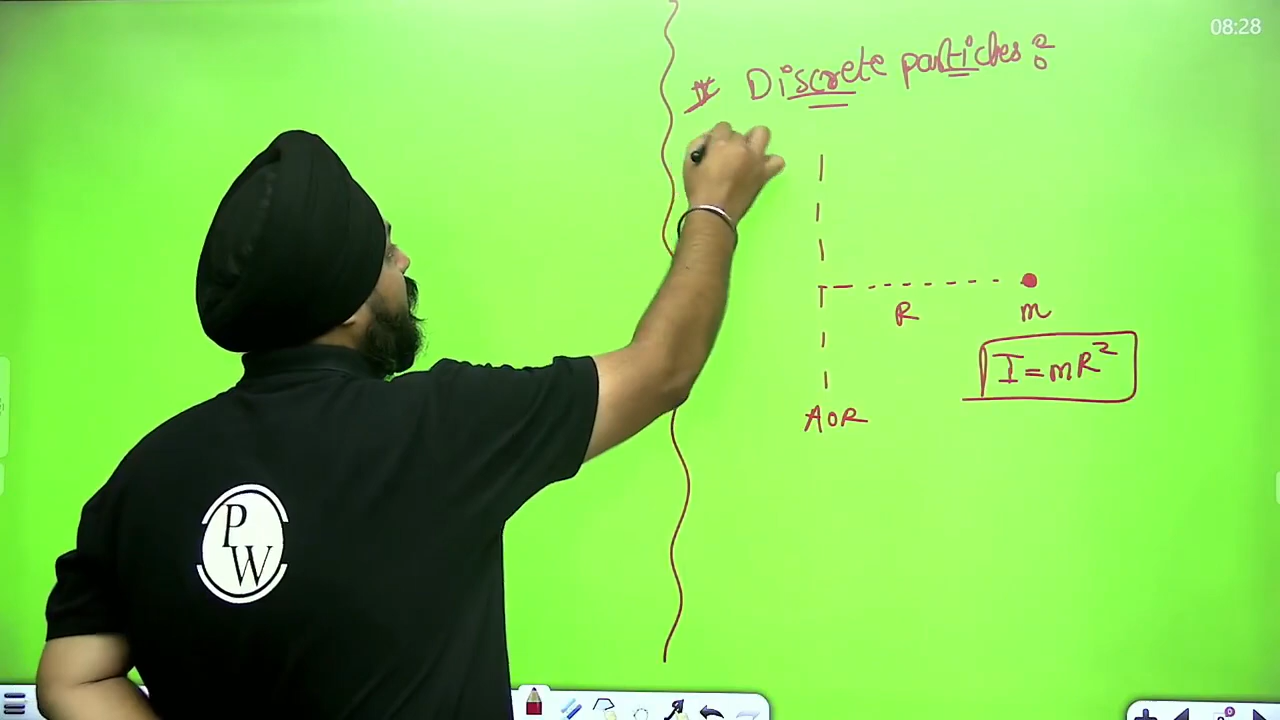 08:28
* Discrete particles:
R
m
I = mR²
AOR
PW